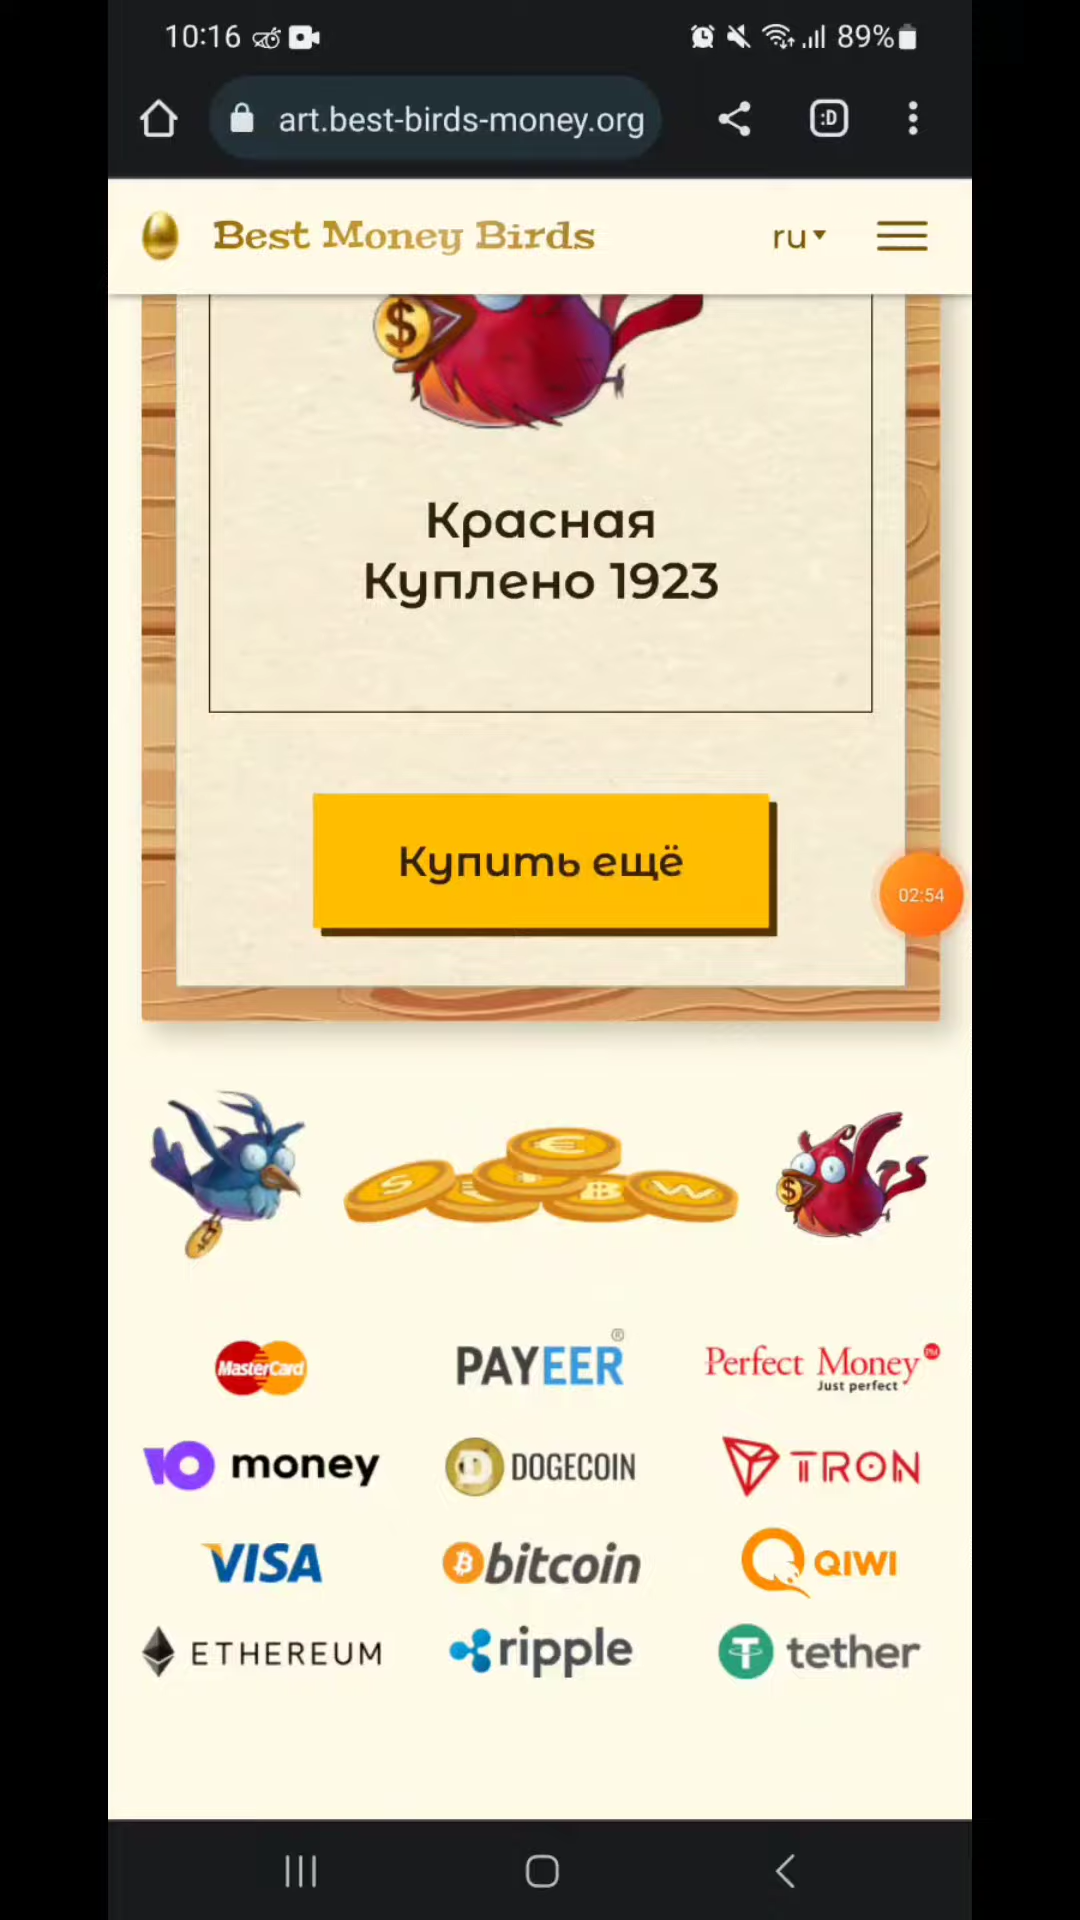 10:16 89%
art.best-birds-money.org :D
Best Money Birds ru
$
Красная
Куплено 1923
Купить ещё
02:54
MasterCard PAYEER® Perfect Money PM
Just perfect
Ю money DOGECOIN TRON
VISA bitcoin QIWI
ETHEREUM ripple tether